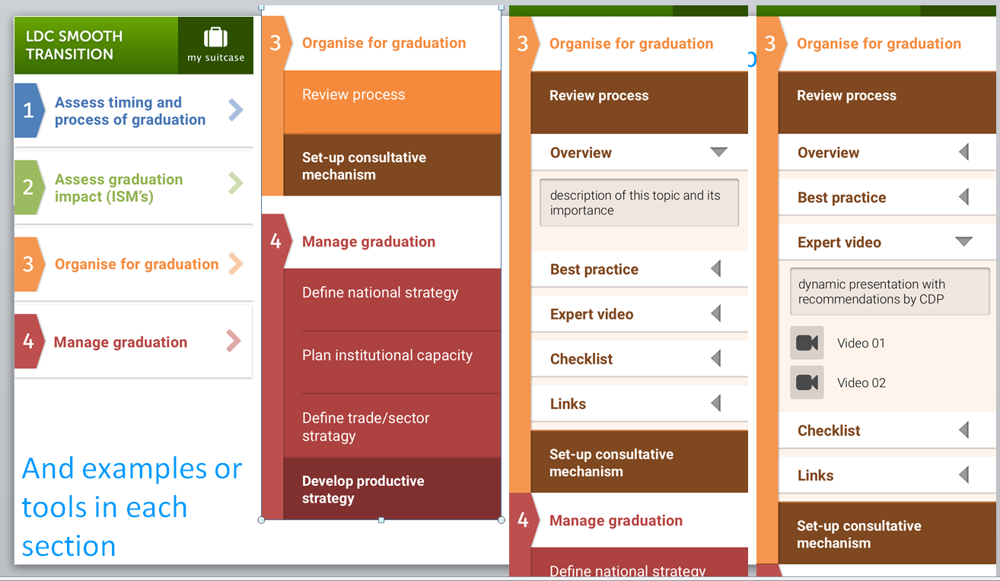 LDC SMOOTH
TRANSITION
my suitcase
1
Assess timing and
process of graduation
2
Assess graduation
impact (ISM's)
3
Organise for graduation
4
Manage graduation
And examples or
tools in each
section
3
Organise for graduation
Review process
Set-up consultative
mechanism
4
Manage graduation
Define national strategy
Plan institutional capacity
Define trade/sector
stratagy
Develop productive
strategy
3
Organise for graduation
Review process
Overview
description of this topic and its
importance
Best practice
Expert video
Checklist
Links
Set-up consultative
mechanism
4
Manage graduation
Define national strategy
3
Organise for graduation
Review process
Overview
Best practice
Expert video
dynamic presentation with
recommendations by CDP
Video 01
Video 02
Checklist
Links
Set-up consultative
mechanism